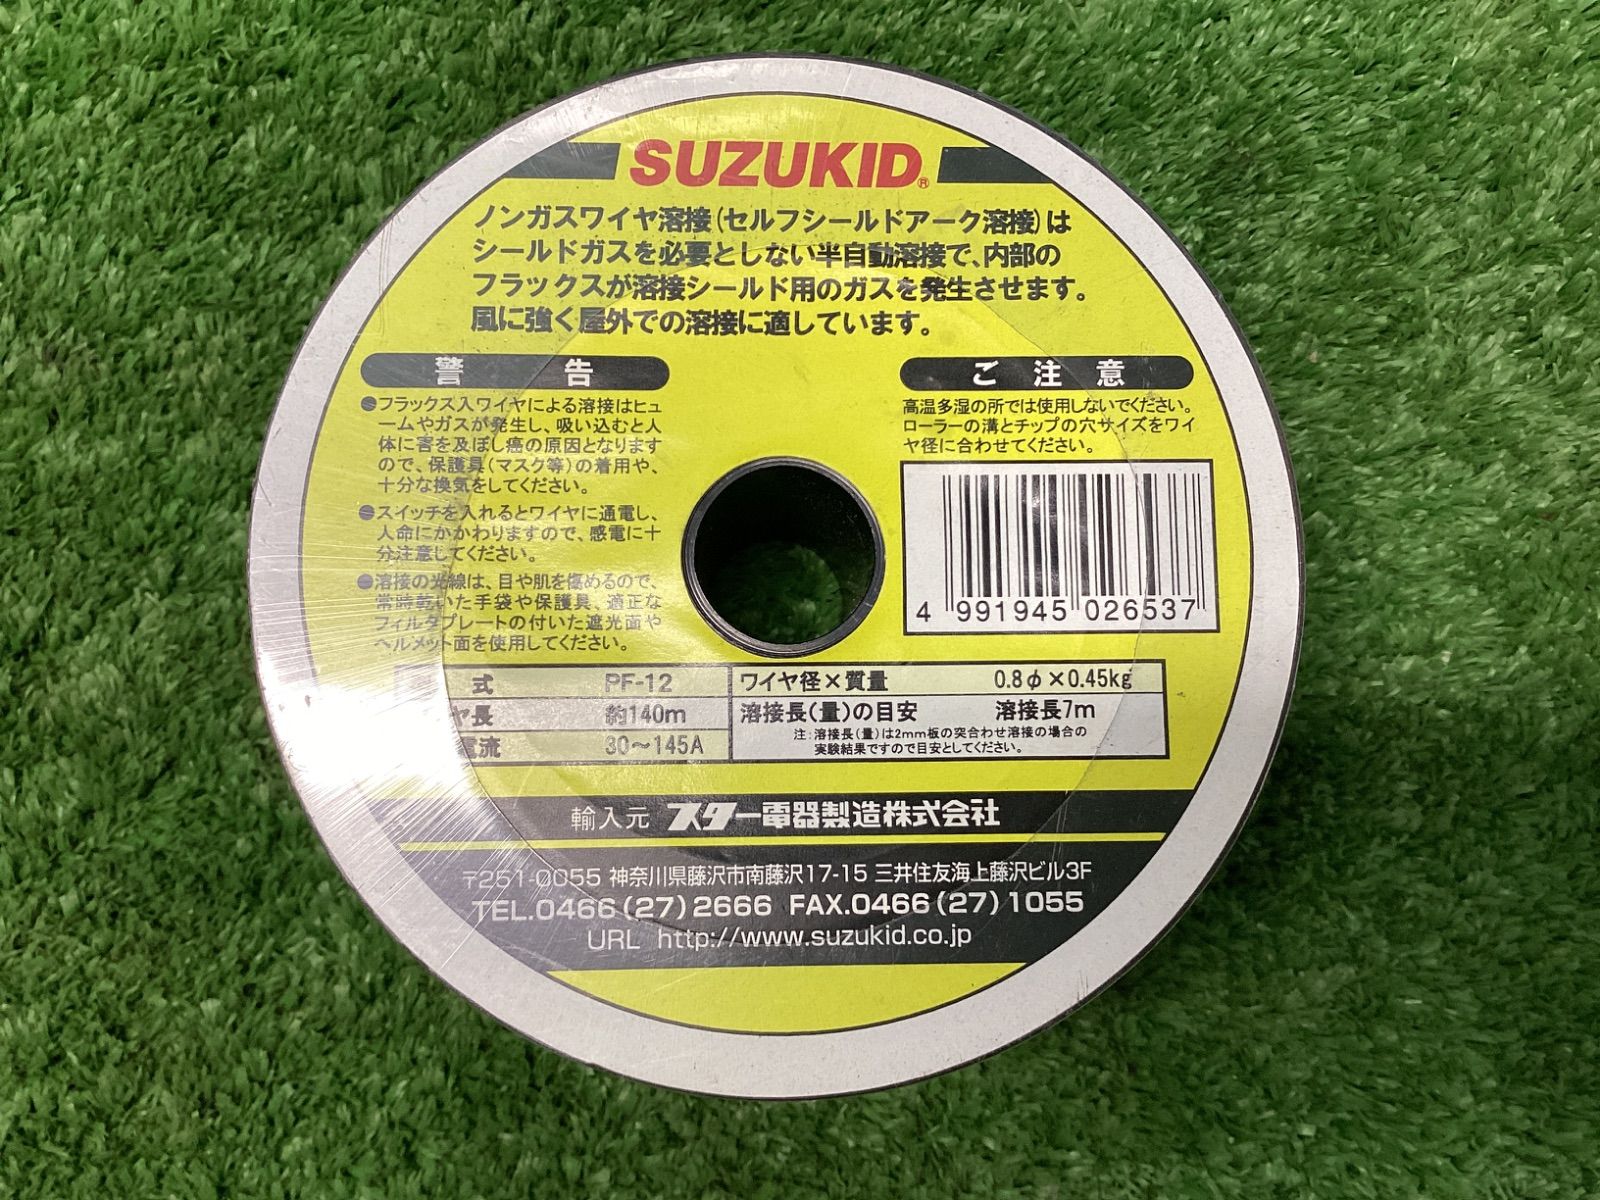 SUZUKID®
ノンガスワイヤ溶接(セルフシールドアーク溶接)は
シールドガスを必要としない半自動溶接で、内部の
フラックスが溶接シールド用のガスを発生させます。
風に強く屋外での溶接に適しています。
警告
●フラックス入ワイヤによる溶接はヒュ
ームやガスが発生し、吸い込むと人
体に害を及ぼし癌の原因となります
ので、保護具(マスク等)の着用や、
十分な換気をしてください。
●スイッチを入れるとワイヤに通電し、
人命にかかわりますので、感電に十
分注意してください。
●溶接の光線は、目や肌を傷めるので、
常時乾いた手袋や保護具、適正な
フィルタプレートの付いた遮光面や
ヘルメット面を使用してください。
ご注意
高温多湿の所では使用しないでください。
ローラーの溝とチップの穴サイズをワイ
ヤ径に合わせてください。
4 991945 026537
式 PF-12
ヤ長 約140m
電流 30～145A
ワイヤ径×質量 0.8φ×0.45kg
溶接長(量)の目安 溶接長7m
注:溶接長(量)は2mm板の突合わせ溶接の場合の
実験結果ですので目安としてください。
輸入元 スター電器製造株式会社
〒251-0055 神奈川県藤沢市南藤沢17-15 三井住友海上藤沢ビル3F
TEL.0466(27)2666 FAX.0466(27)1055
URL http://www.suzukid.co.jp